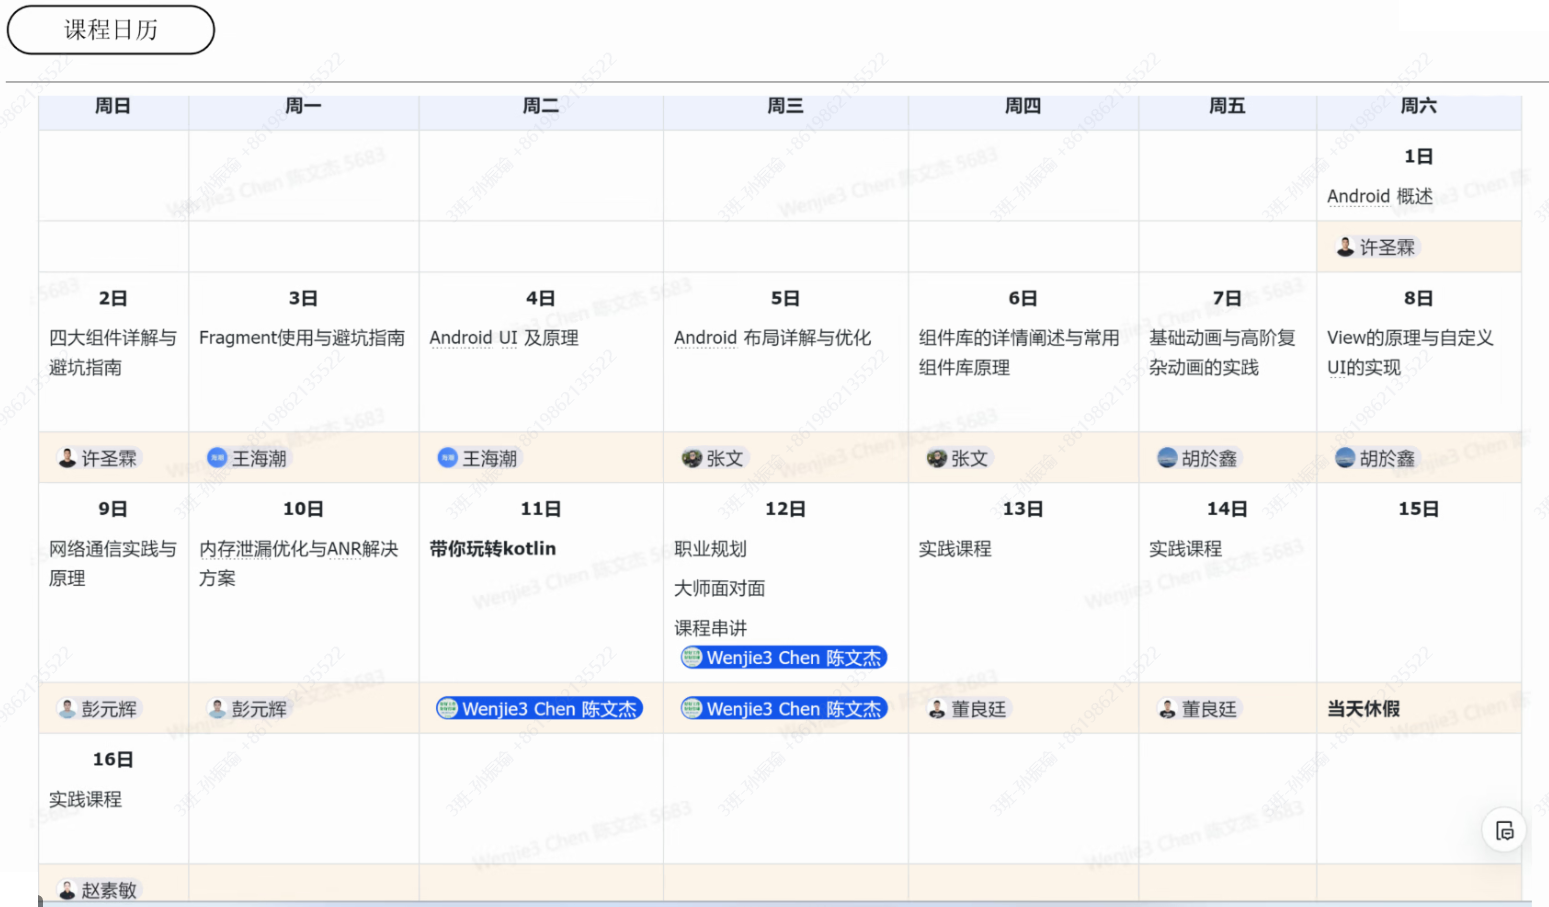 课程日历
周日 周一 周二 周三 周四 周五 周六
1日
Android 概述
许圣霖
2日 3日 4日 5日 6日 7日 8日
四大组件详解与
避坑指南
Fragment使用与避坑指南
Android UI 及原理
Android 布局详解与优化
组件库的详情阐述与常用
组件库原理
基础动画与高阶复
杂动画的实践
View的原理与自定义
UI的实现
许圣霖 王海潮 王海潮 张文 张文 胡於鑫 胡於鑫
9日 10日 11日 12日 13日 14日 15日
网络通信实践与
原理
内存泄漏优化与ANR解决
方案
带你玩转kotlin
职业规划
大师面对面
课程串讲
Wenjie3 Chen 陈文杰
实践课程
实践课程
彭元辉 彭元辉 Wenjie3 Chen 陈文杰 Wenjie3 Chen 陈文杰 董良廷 董良廷 当天休假
16日
实践课程
赵素敏
3班-孙振瑜 +8619862135522
Wenjie3 Chen 陈文杰 5683